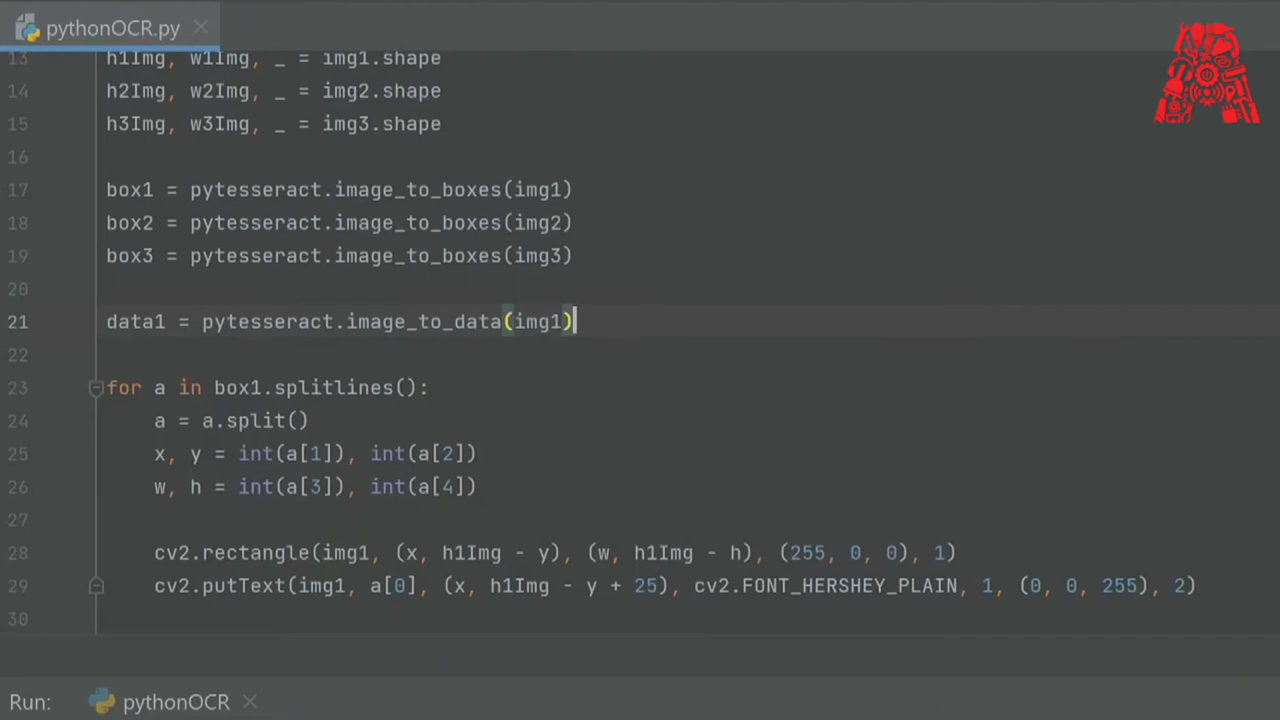 pythonOCR.py
13 h1Img, w1Img, _ = img1.shape
14 h2Img, w2Img, _ = img2.shape
15 h3Img, w3Img, _ = img3.shape
16
17 box1 = pytesseract.image_to_boxes(img1)
18 box2 = pytesseract.image_to_boxes(img2)
19 box3 = pytesseract.image_to_boxes(img3)
20
21 data1 = pytesseract.image_to_data(img1)
22
23 for a in box1.splitlines():
24     a = a.split()
25     x, y = int(a[1]), int(a[2])
26     w, h = int(a[3]), int(a[4])
27
28     cv2.rectangle(img1, (x, h1Img - y), (w, h1Img - h), (255, 0, 0), 1)
29     cv2.putText(img1, a[0], (x, h1Img - y + 25), cv2.FONT_HERSHEY_PLAIN, 1, (0, 0, 255), 2)
30
Run: pythonOCR